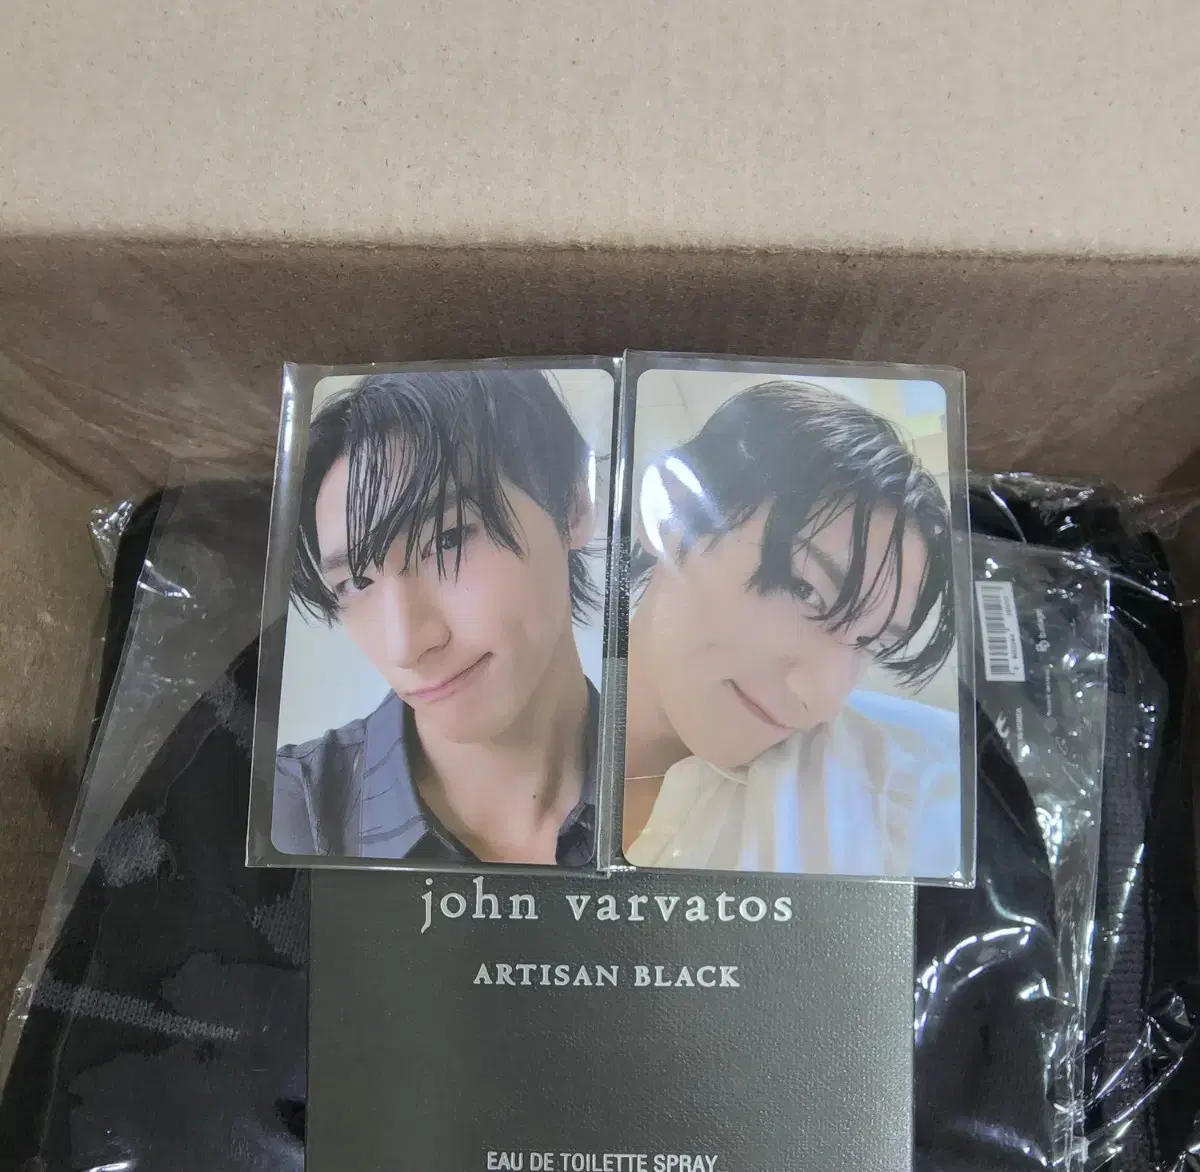 john varvatos
ARTISAN BLACK
EAU DE TOILETTE SPRAY